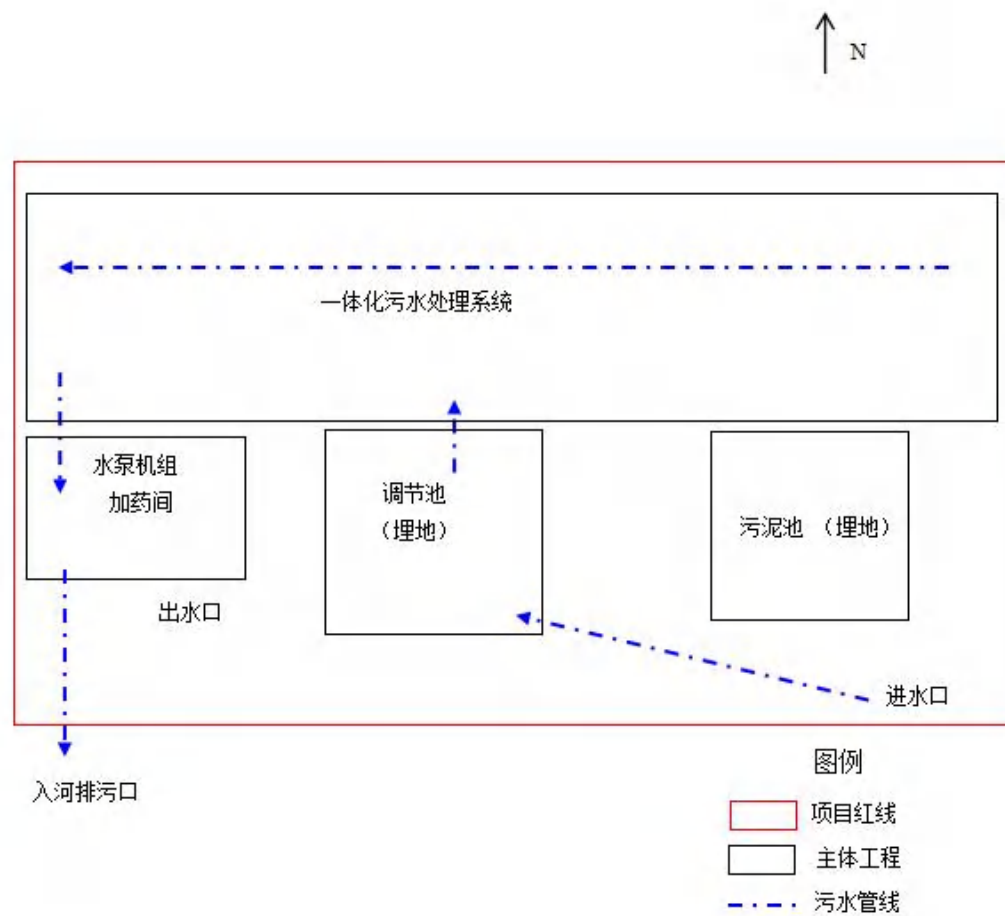 N
一体化污水处理系统
水泵机组
加药间
调节池
（埋地）
污泥池 （埋地）
出水口
进水口
入河排污口
图例
项目红线
主体工程
污水管线